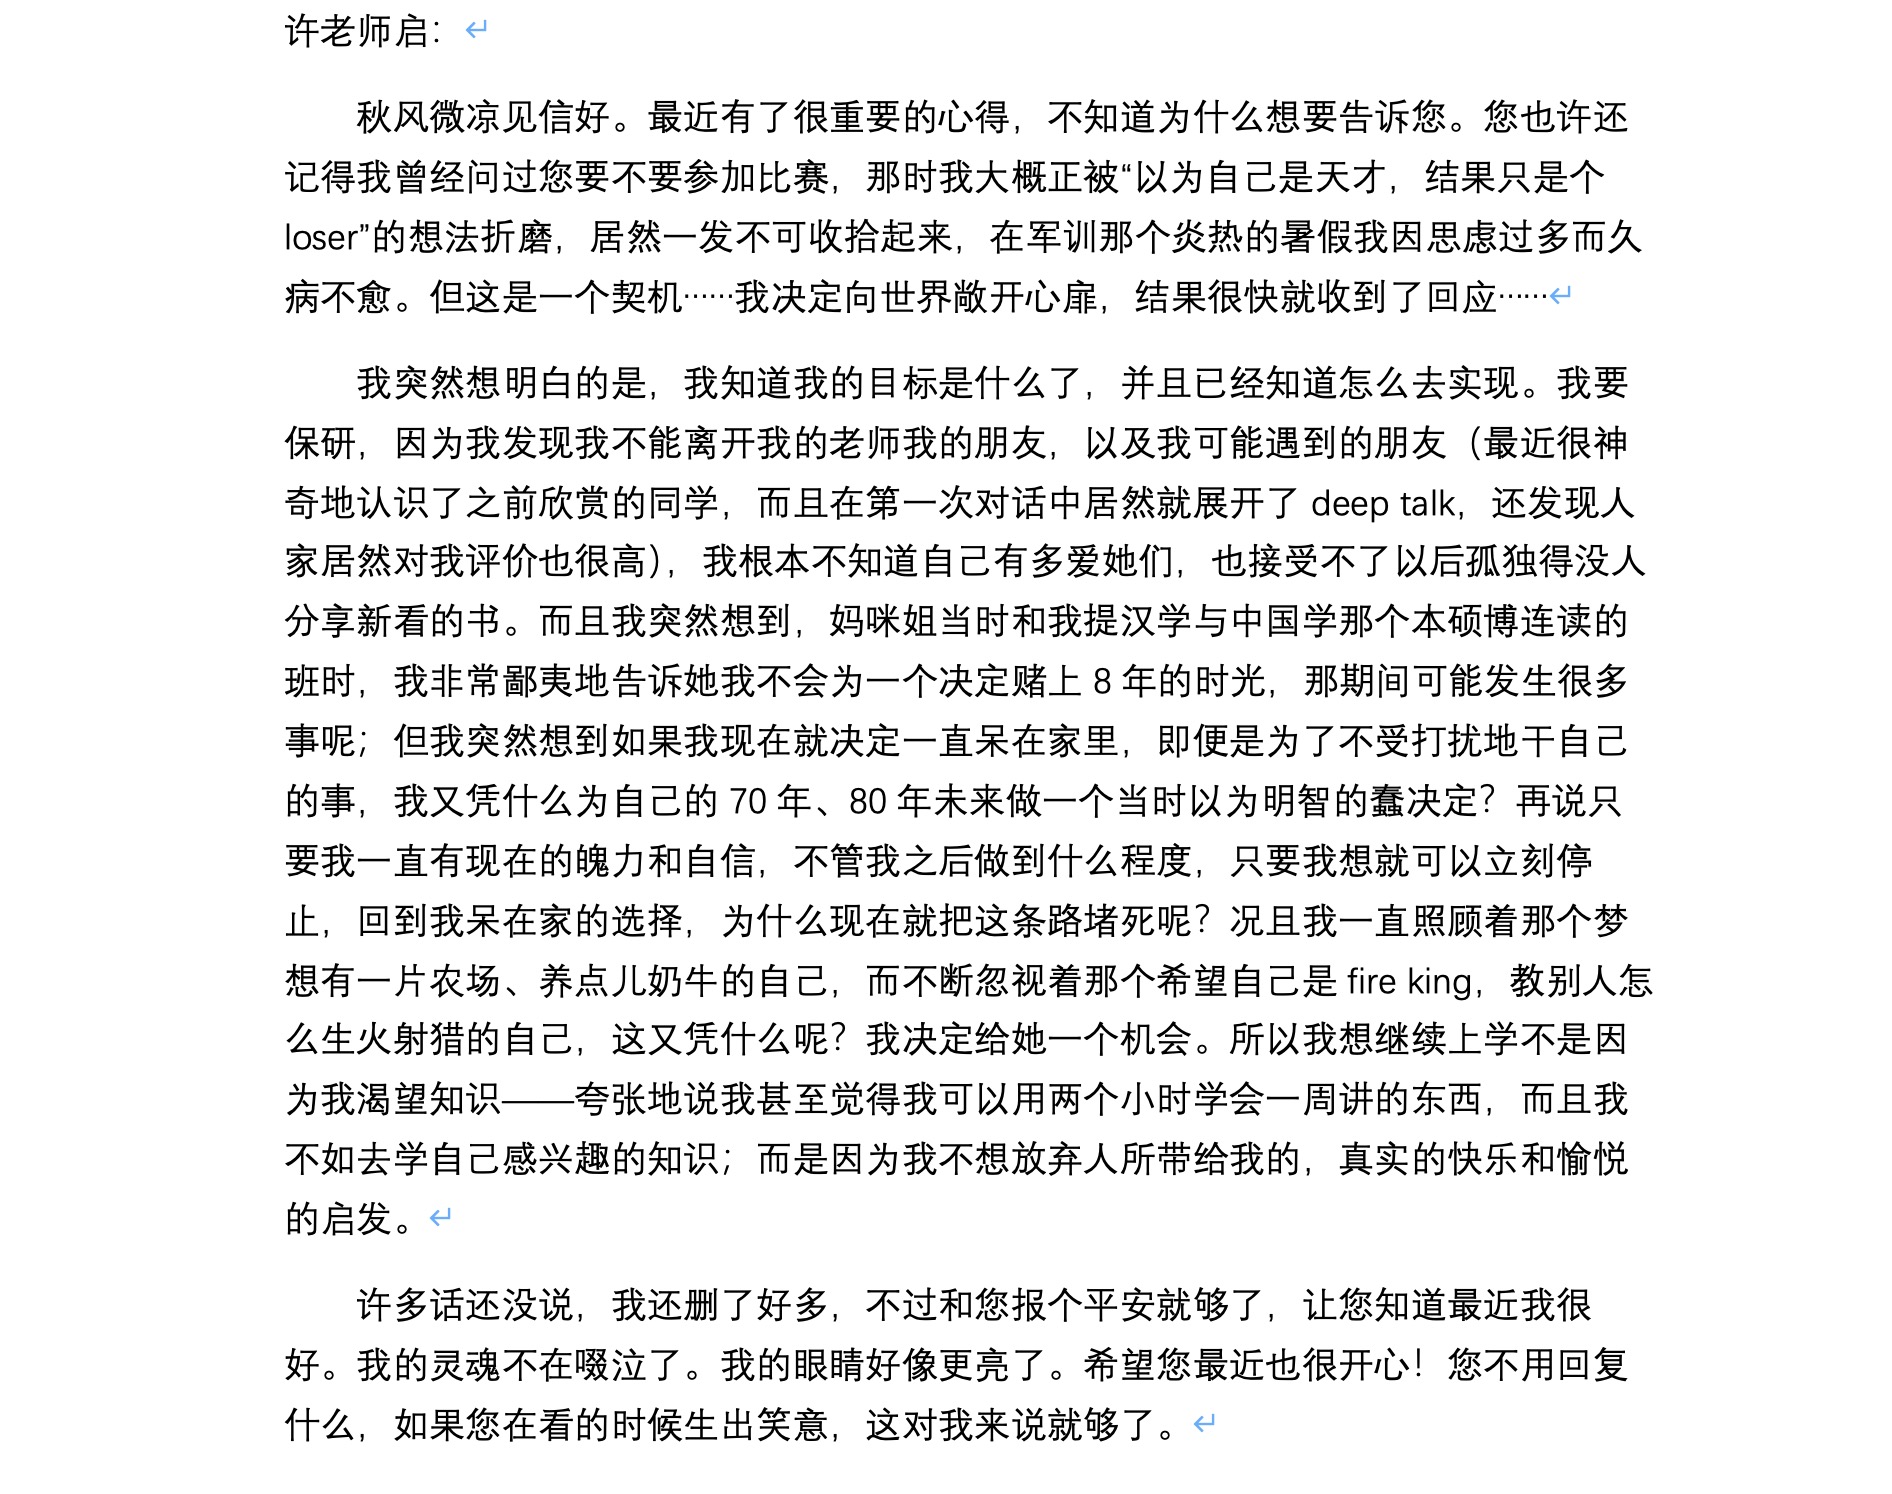 许老师启：
秋风微凉见信好。最近有了很重要的心得，不知道为什么想要告诉您。您也许还
记得我曾经问过您要不要参加比赛，那时我大概正被“以为自己是天才，结果只是个
loser”的想法折磨，居然一发不可收拾起来，在军训那个炎热的暑假我因思虑过多而久
病不愈。但这是一个契机……我决定向世界敞开心扉，结果很快就收到了回应……
我突然想明白的是，我知道我的目标是什么了，并且已经知道怎么去实现。我要
保研，因为我发现我不能离开我的老师我的朋友，以及我可能遇到的朋友（最近很神
奇地认识了之前欣赏的同学，而且在第一次对话中居然就展开了 deep talk，还发现人
家居然对我评价也很高），我根本不知道自己有多爱她们，也接受不了以后孤独得没人
分享新看的书。而且我突然想到，妈咪姐当时和我提汉学与中国学那个本硕博连读的
班时，我非常鄙夷地告诉她我不会为一个决定赌上 8 年的时光，那期间可能发生很多
事呢；但我突然想到如果我现在就决定一直呆在家里，即便是为了不受打扰地干自己
的事，我又凭什么为自己的 70 年、80 年未来做一个当时以为明智的蠢决定？再说只
要我一直有现在的魄力和自信，不管我之后做到什么程度，只要我想就可以立刻停
止，回到我呆在家的选择，为什么现在就把这条路堵死呢？况且我一直照顾着那个梦
想有一片农场、养点儿奶牛的自己，而不断忽视着那个希望自己是 fire king，教别人怎
么生火射猎的自己，这又凭什么呢？我决定给她一个机会。所以我想继续上学不是因
为我渴望知识——夸张地说我甚至觉得我可以用两个小时学会一周讲的东西，而且我
不如去学自己感兴趣的知识；而是因为我不想放弃人所带给我的，真实的快乐和愉悦
的启发。
许多话还没说，我还删了好多，不过和您报个平安就够了，让您知道最近我很
好。我的灵魂不在啜泣了。我的眼睛好像更亮了。希望您最近也很开心！您不用回复
什么，如果您在看的时候生出笑意，这对我来说就够了。